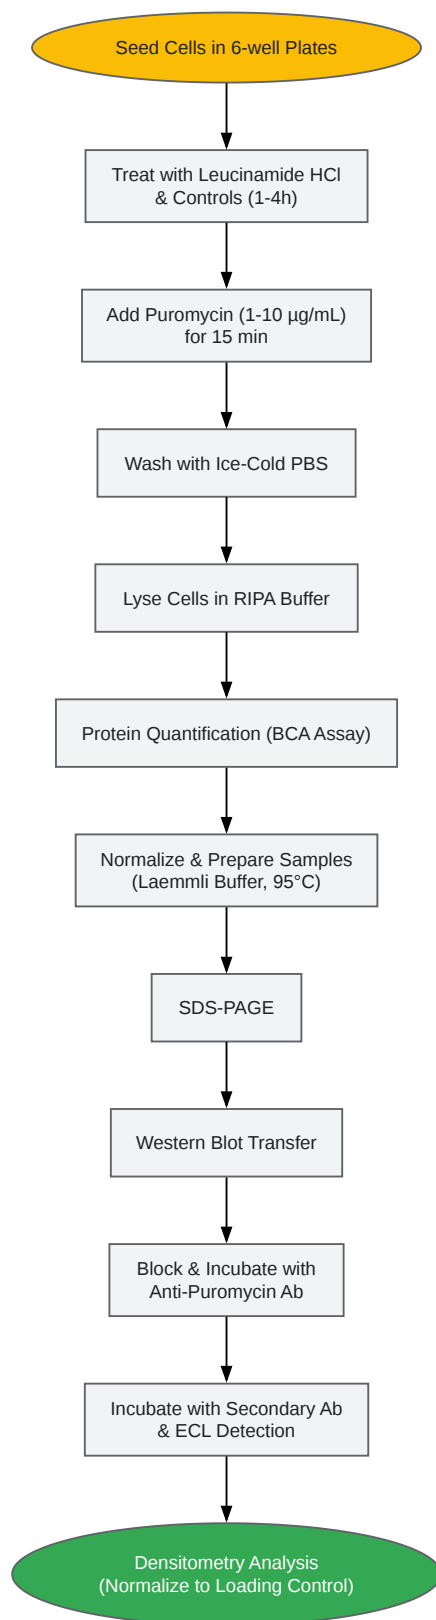 Seed Cells in 6-well Plates
Treat with Leucinamide HCl
& Controls (1-4h)
Add Puromycin (1-10 µg/mL)
for 15 min
Wash with Ice-Cold PBS
Lyse Cells in RIPA Buffer
Protein Quantification (BCA Assay)
Normalize & Prepare Samples
(Laemmli Buffer, 95°C)
SDS-PAGE
Western Blot Transfer
Block & Incubate with
Anti-Puromycin Ab
Incubate with Secondary Ab
& ECL Detection
Densitometry Analysis
(Normalize to Loading Control)